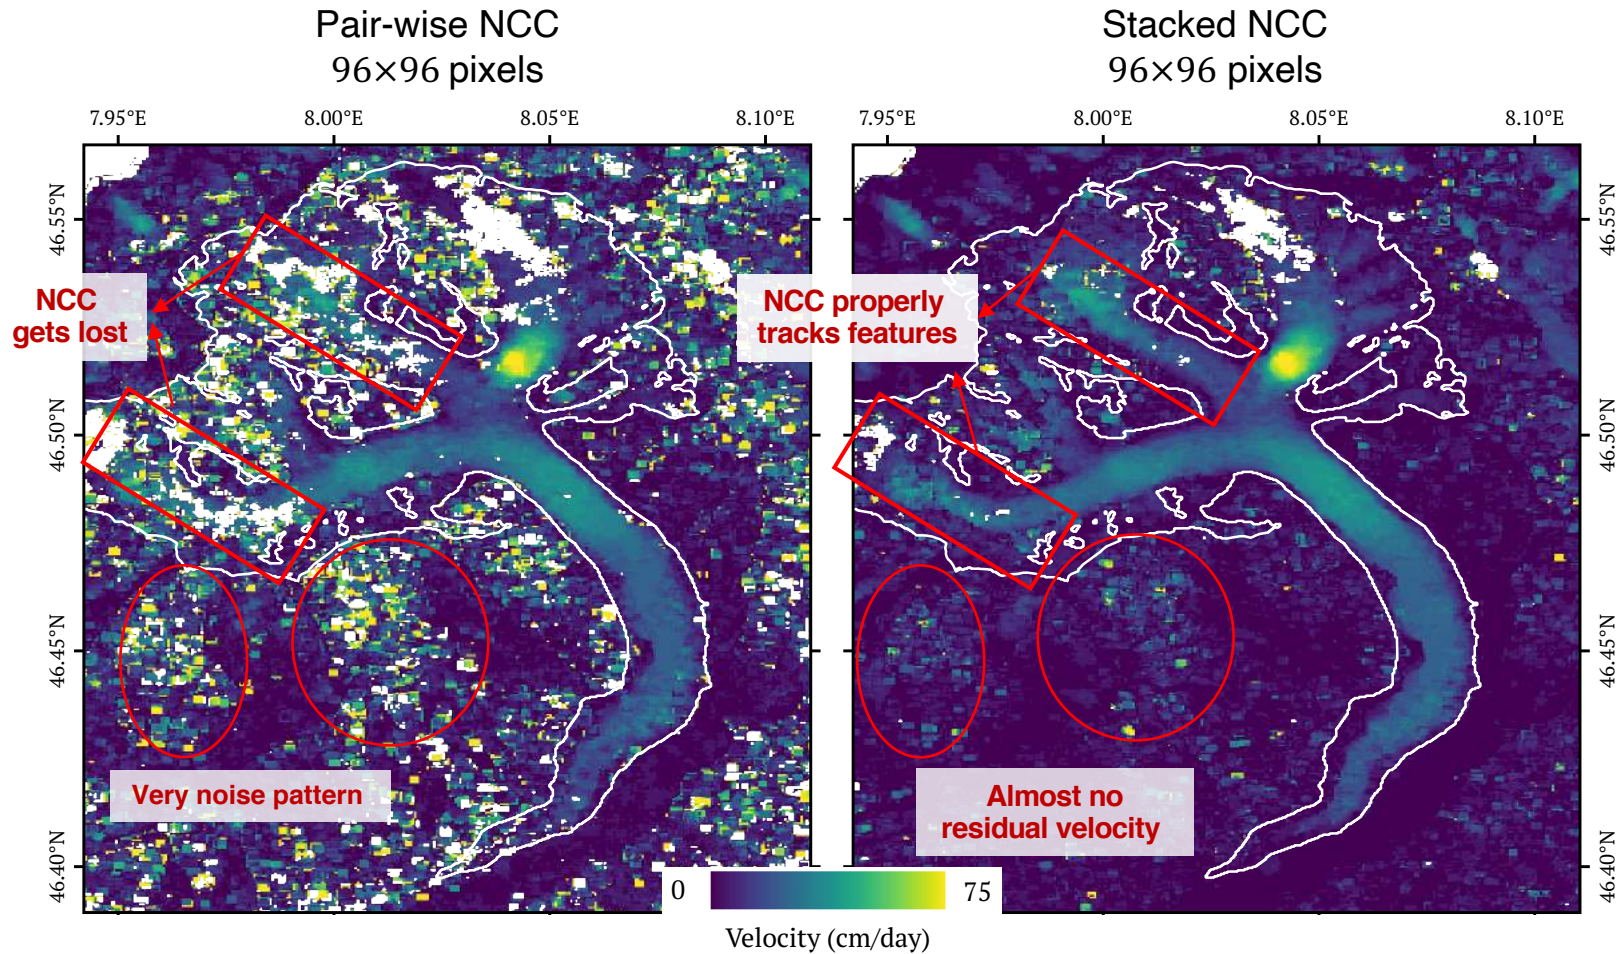 Pair-wise NCC
96×96 pixels
Stacked NCC
96×96 pixels
7.95°E 8.00°E 8.05°E 8.10°E
7.95°E 8.00°E 8.05°E 8.10°E
46.55°N
46.50°N
46.45°N
46.40°N
NCC
gets lost
Very noise pattern
NCC properly
tracks features
Almost no
residual velocity
46.55°N
46.50°N
46.45°N
46.40°N
0 75
Velocity (cm/day)